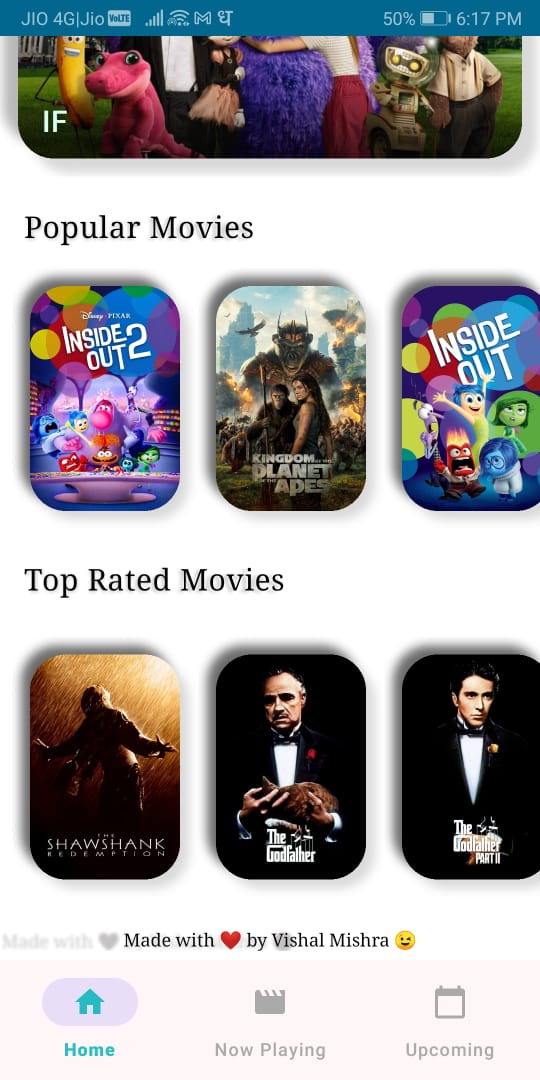 JIO 4G|Jio VoLTE ध 50% 6:17 PM
IF
Popular Movies
Disney · PIXAR
INSIDE OUT 2
KINGDOM OF THE
PLANET
OF THE APES
INSIDE
OUT
Top Rated Movies
THE
SHAWSHANK
REDEMPTION
The
Godfather
The
Godfather
PART II
Made with Made with ❤️ by Vishal Mishra 😉
Home Now Playing Upcoming